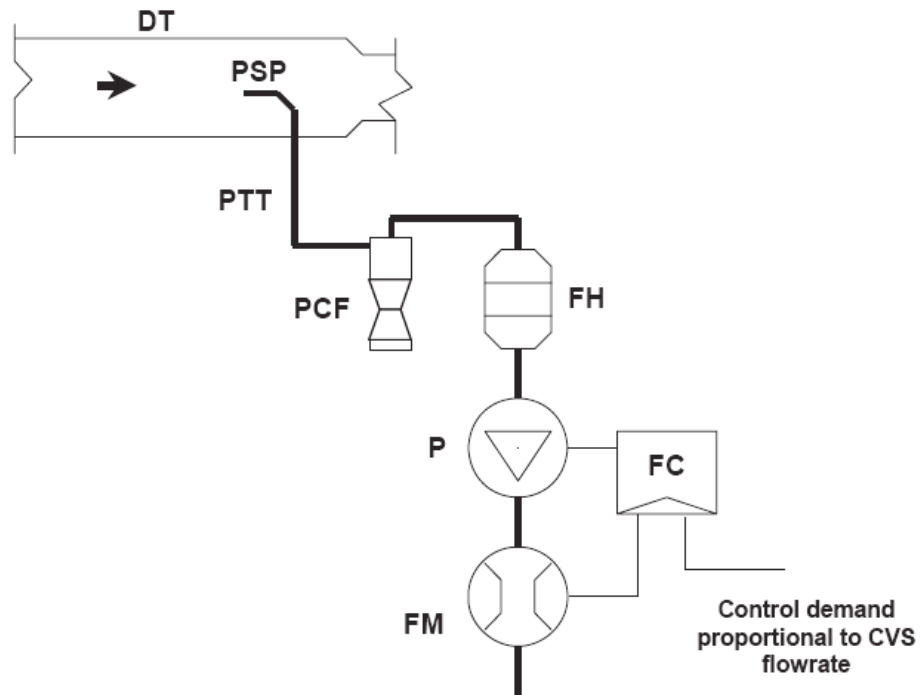 DT
PSP
PTT
PCF
FH
P
FC
FM
Control demand
proportional to CVS
flowrate